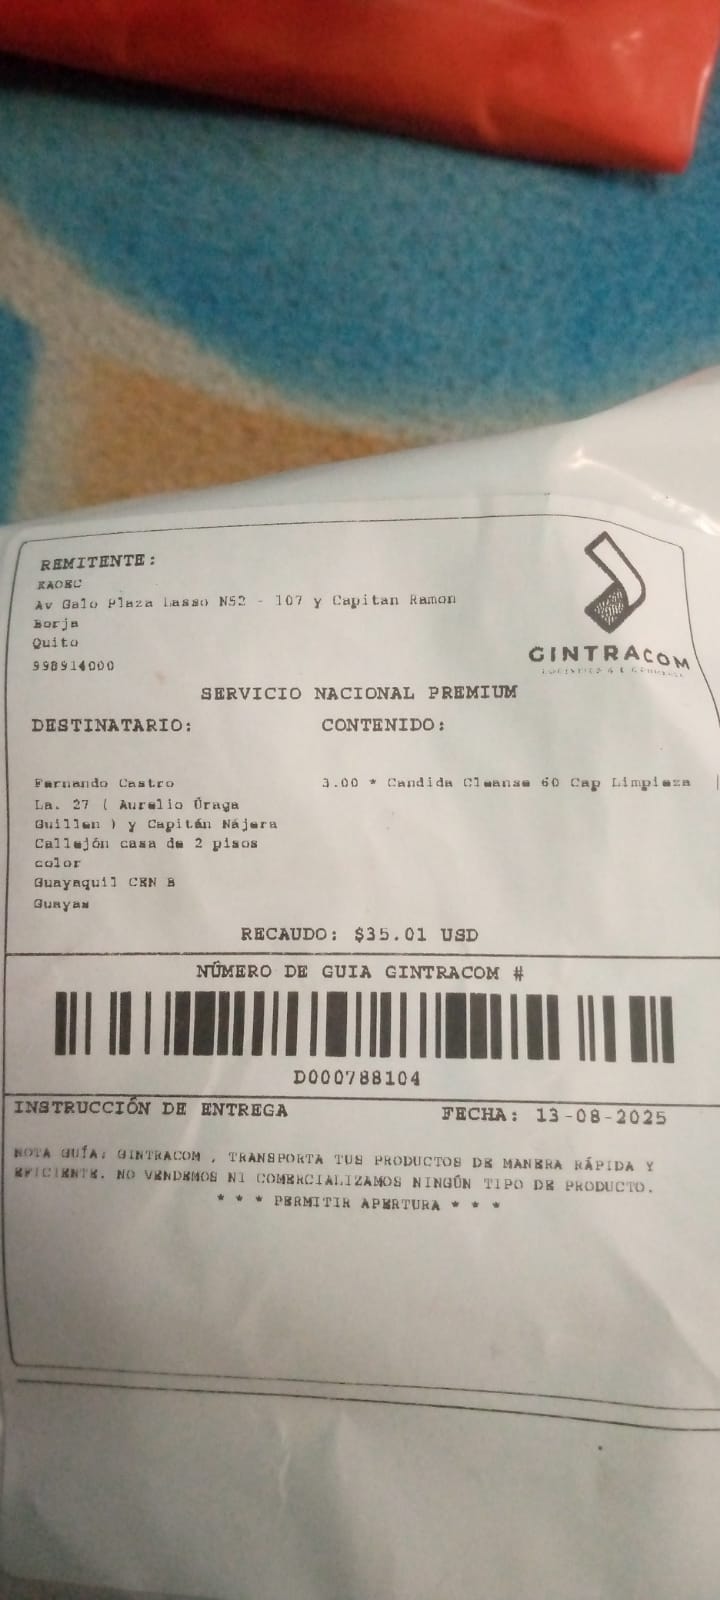 REMITENTE:
KAOEC
Av Galo Plaza Lasso N52 - 107 y Capitan Ramon
Borja
Quito
998914000
GINTRACOM
SERVICIO NACIONAL PREMIUM
DESTINATARIO:
CONTENIDO:
Fernando Castro
La. 27 ( Aurelio Úraga
Guillen ) y Capitán Nájera
Callejón casa de 2 pisos
color
Guayaquil CEN B
Guayas
3.00 * Candida Cleanse 60 Cap Limpieza |
RECAUDO: $35.01 USD
NÚMERO DE GUIA GINTRACOM #
D000788104
INSTRUCCIÓN DE ENTREGA
FECHA: 13-08-2025
NOTA GUÍA: GINTRACOM , TRANSPORTA TUS PRODUCTOS DE MANERA RÁPIDA Y
EFICIENTE. NO VENDEMOS NI COMERCIALIZAMOS NINGÚN TIPO DE PRODUCTO.
* * * PERMITIR APERTURA * * *